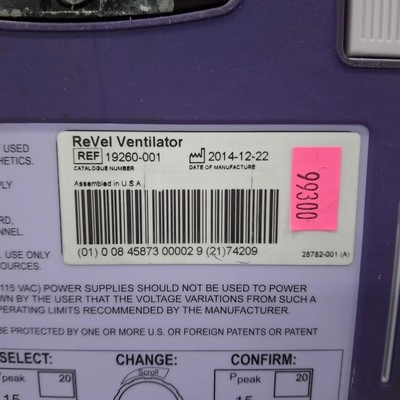 ReVel Ventilator
REF 19260-001
CATALOGUE NUMBER
2014-12-22
DATE OF MANUFACTURE
Assembled in U.S.A.
99300
(01) 0 08 45873 00002 9 (21)74209
28782-001 (A)
USED
HETICS.
PLY
RD.
NNEL.
USE ONLY
SOURCES.
115 VAC) POWER SUPPLIES SHOULD NOT BE USED TO POWER
WN BY THE USER THAT THE VOLTAGE VARIATIONS FROM SUCH A
OPERATING LIMITS RECOMMENDED BY THE MANUFACTURER.
BE PROTECTED BY ONE OR MORE U.S. OR FOREIGN PATENTS OR PATENT
SELECT:
CHANGE:
CONFIRM:
Ppeak 20
15
Scroll
Ppeak 20
15